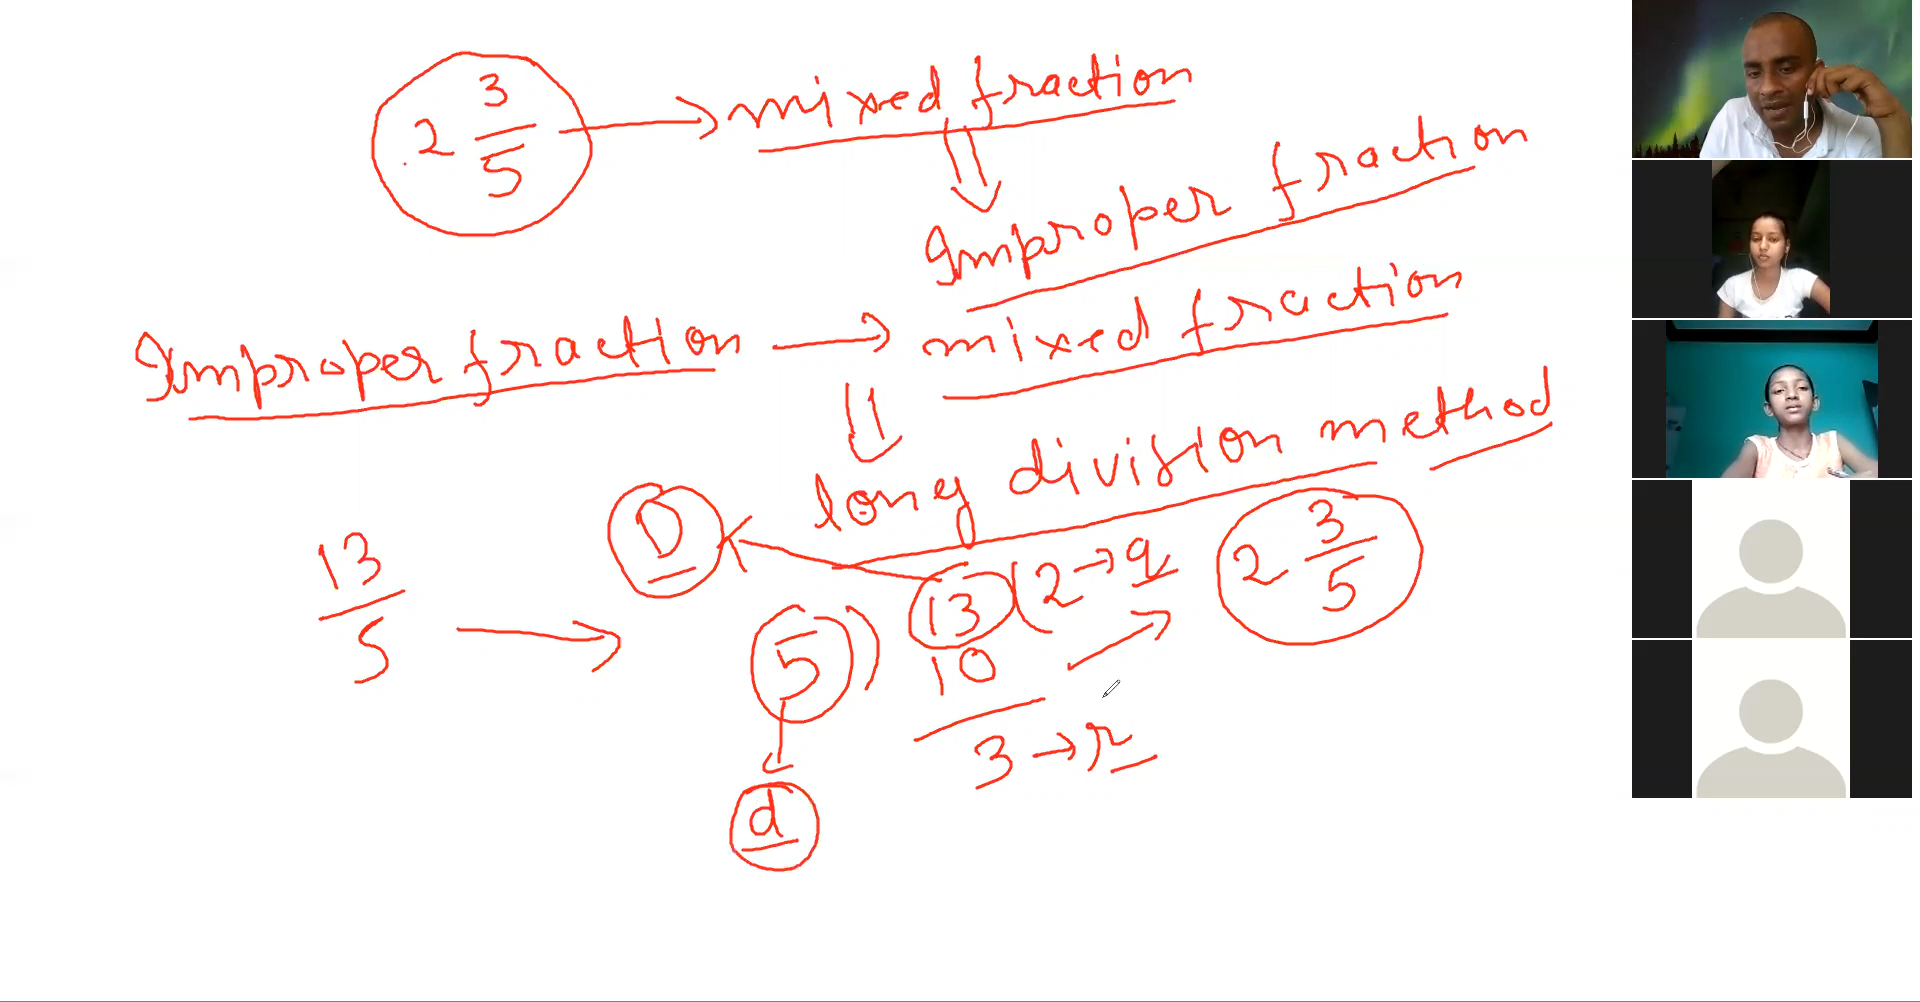 2 3/5 → mixed fraction
⇓
Improper fraction
Improper fraction → mixed fraction
⇓
long division method
13/5 →
D
5) 13 (2 → q
10
3 → r
d
2 3/5